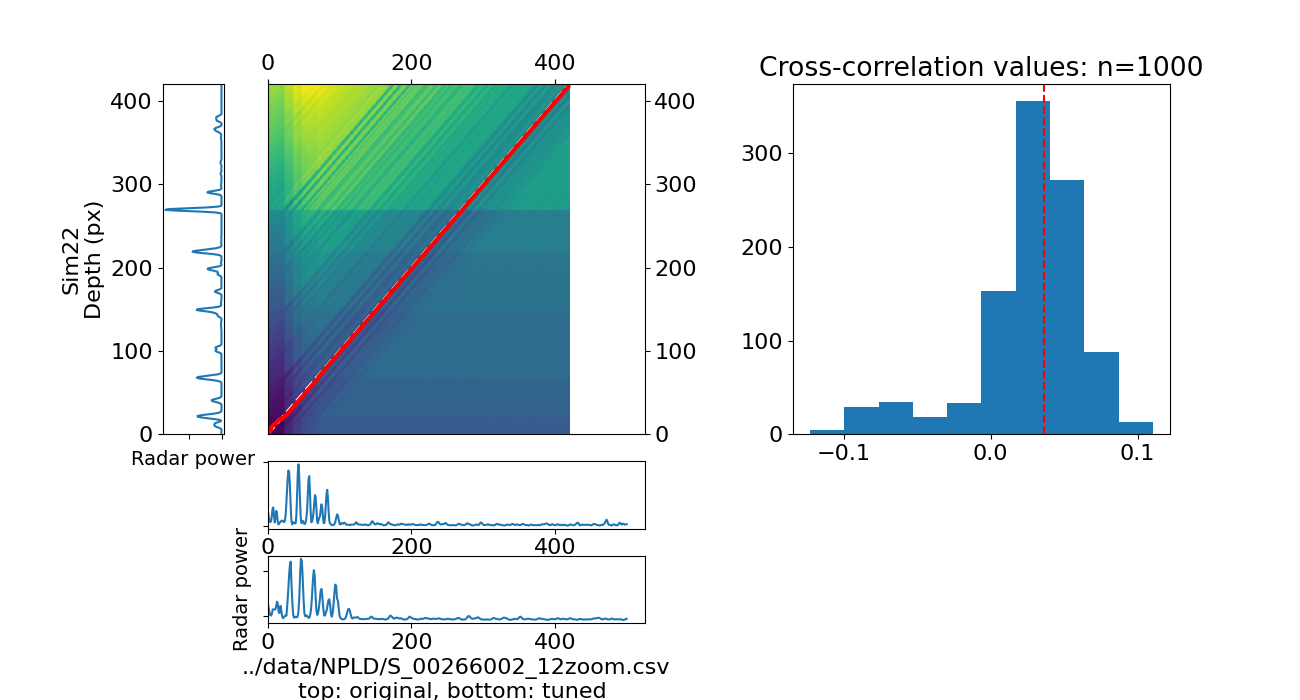 Cross-correlation values: n=1000
0 200 400
400
300
200
100
0
Sim22
Depth (px)
400
300
200
100
0
300
200
100
0
−0.1 0.0 0.1
Radar power
0 200 400
Radar power
0 200 400
../data/NPLD/S_00266002_12zoom.csv
top: original, bottom: tuned